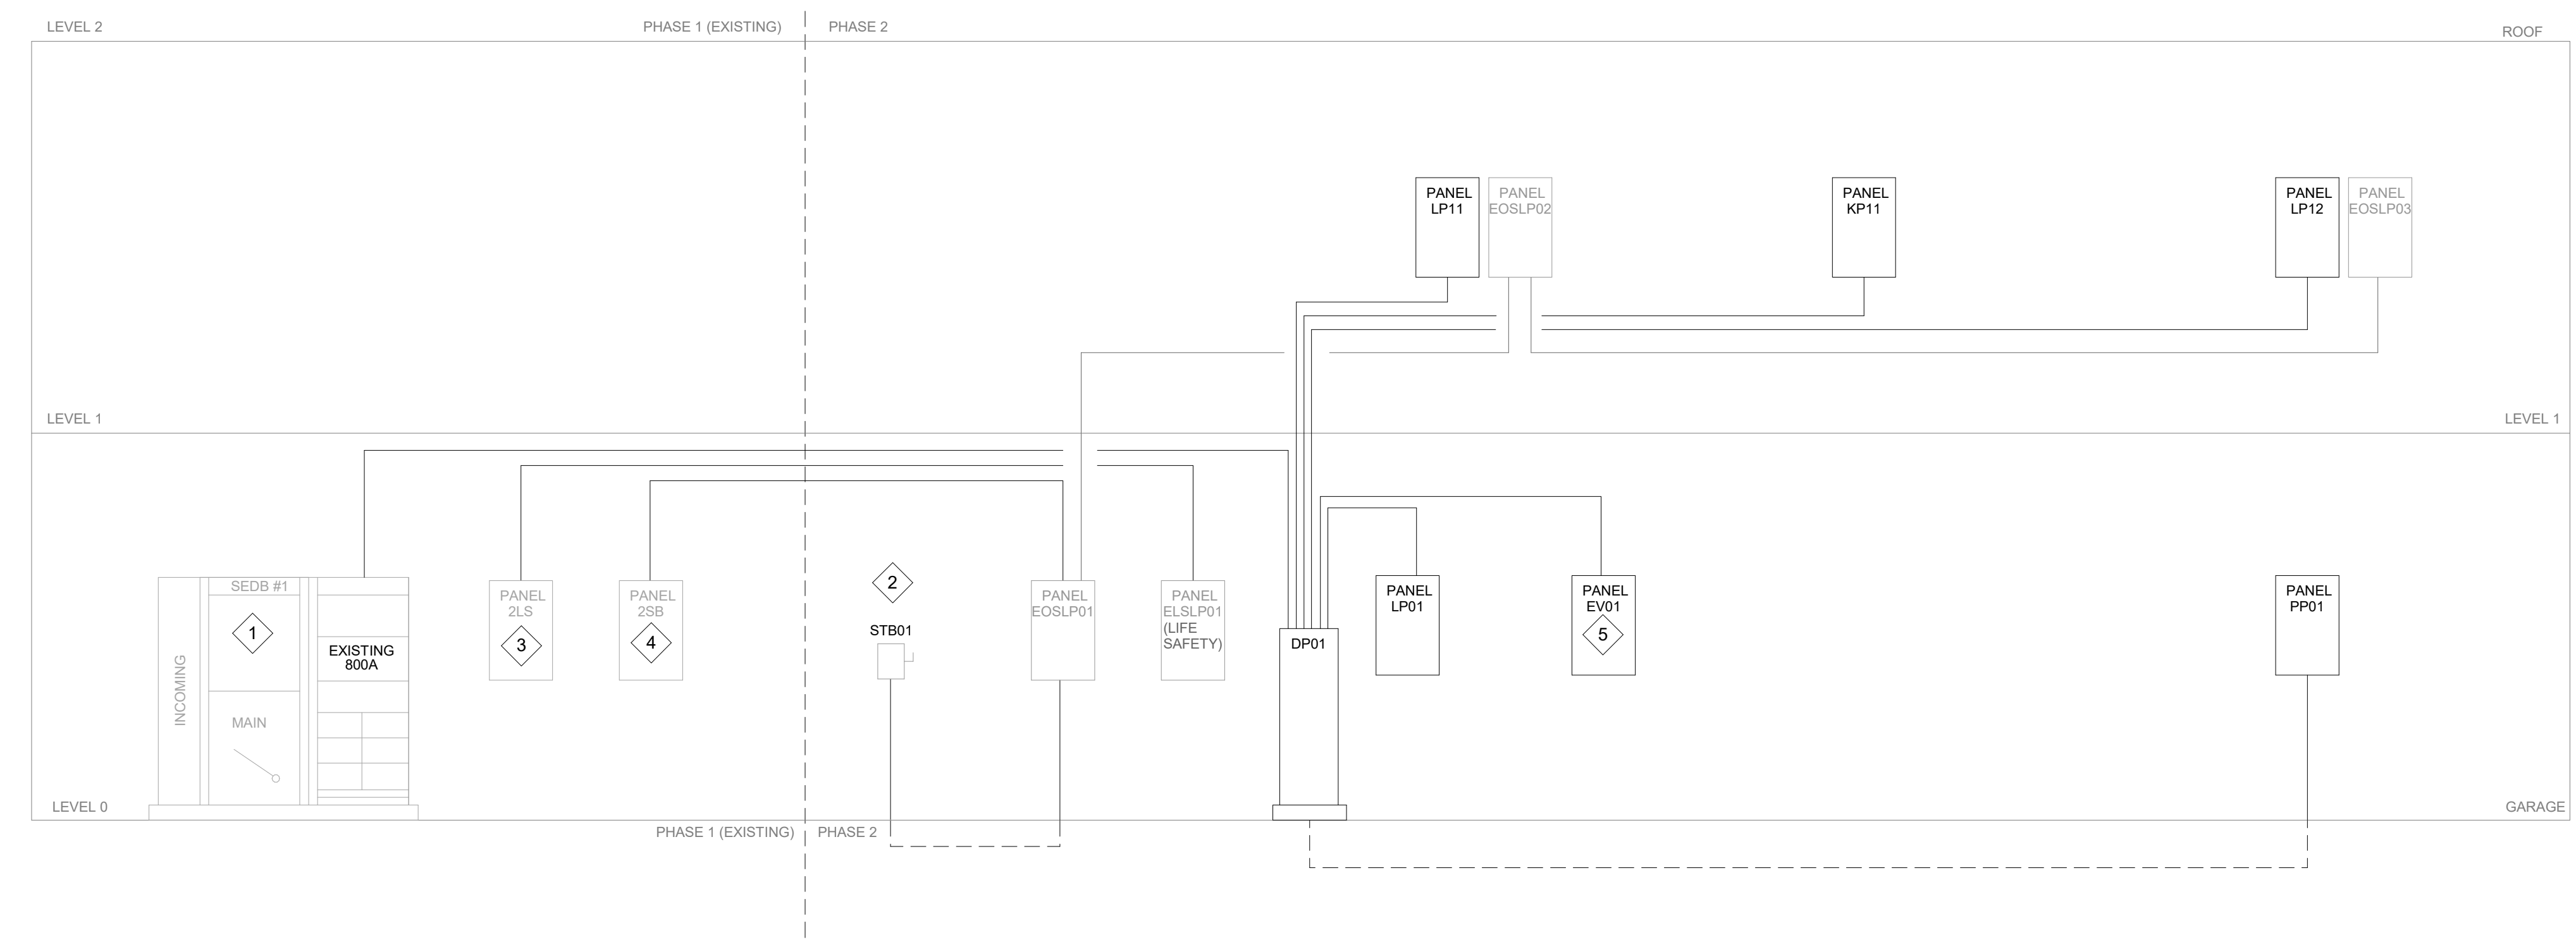 LEVEL 2
PHASE 1 (EXISTING)
PHASE 2
ROOF
PANEL
LP11
PANEL
EOSLP02
PANEL
KP11
PANEL
LP12
PANEL
EOSLP03
LEVEL 1
LEVEL 1
SEDB #1
1
INCOMING
MAIN
EXISTING
800A
PANEL
2LS
3
PANEL
2SB
4
2
STB01
PANEL
EOSLP01
PANEL
ELSLP01
(LIFE
SAFETY)
DP01
PANEL
LP01
PANEL
EV01
5
PANEL
PP01
LEVEL 0
GARAGE
PHASE 1 (EXISTING)
PHASE 2